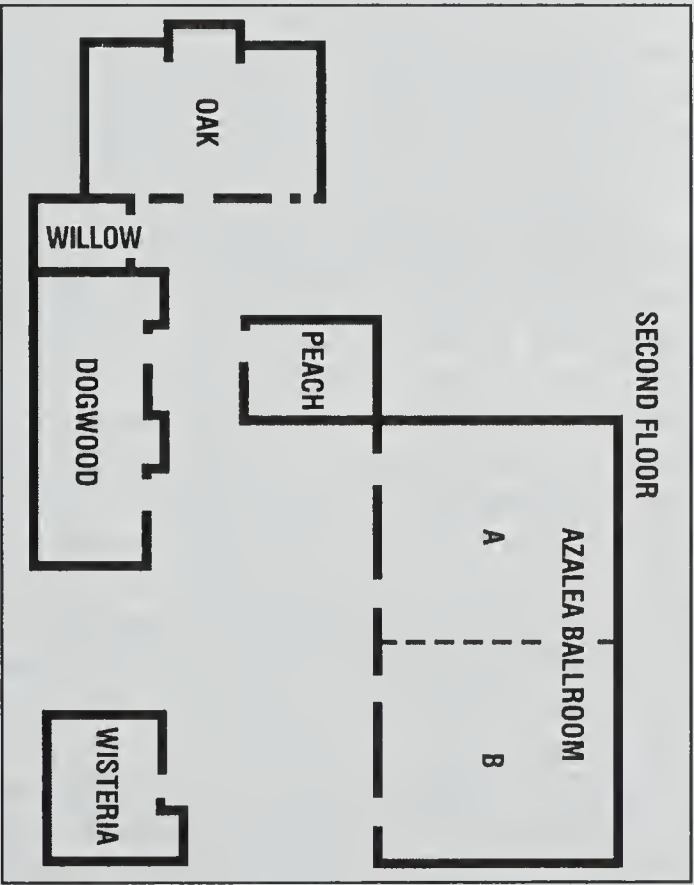 SECOND FLOOR
AZALEA BALLROOM
A
B
PEACH
OAK
WILLOW
DOGWOOD
WISTERIA